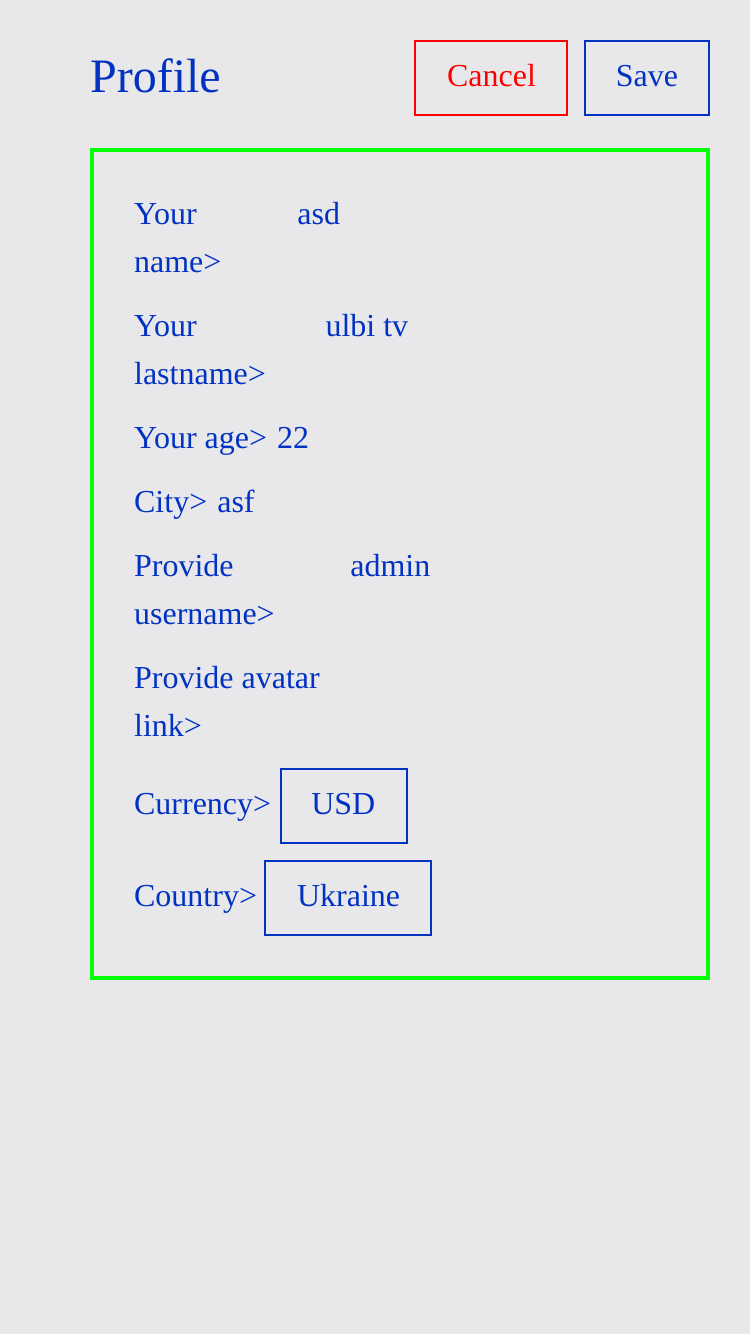 Profile Cancel Save
Your asd
name>
Your ulbi tv
lastname>
Your age> 22
City> asf
Provide admin
username>
Provide avatar
link>
Currency> USD
Country> Ukraine